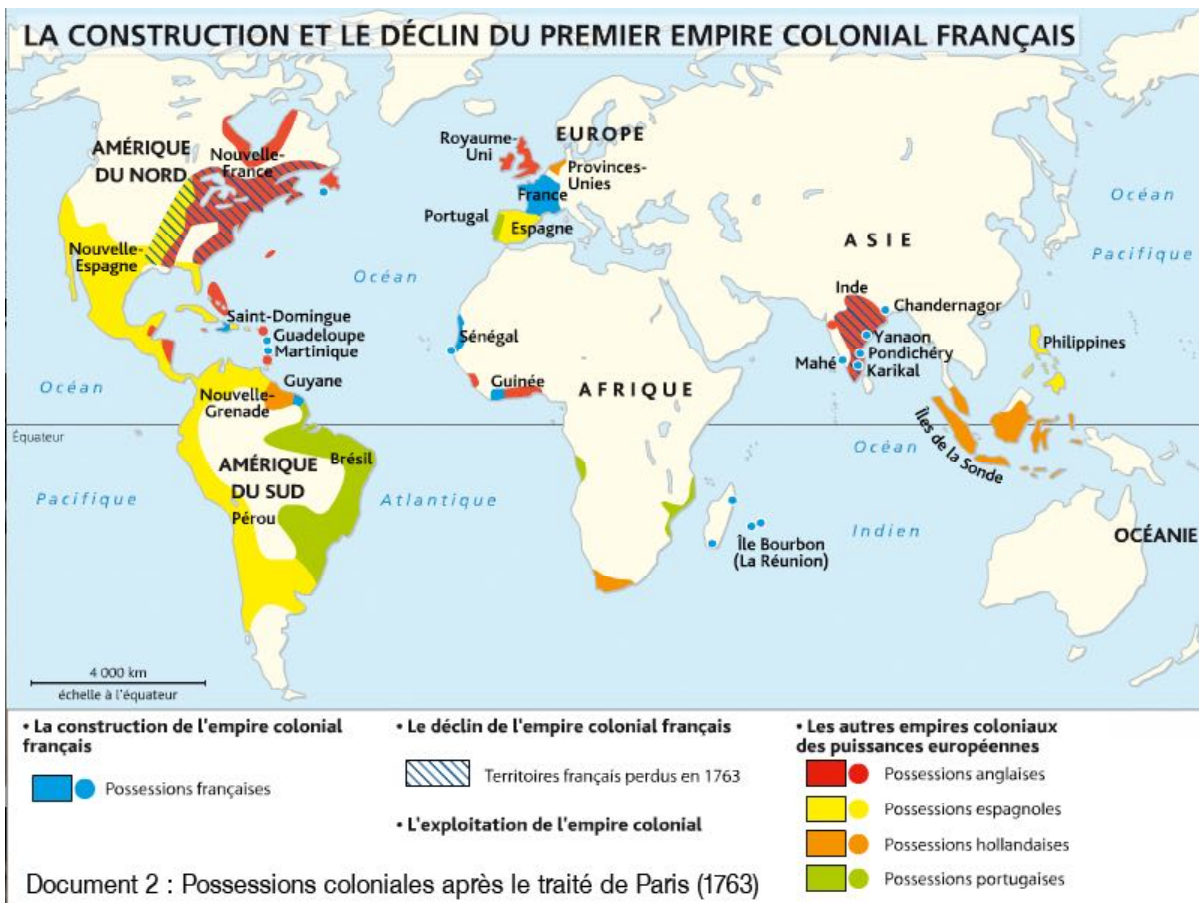 LA CONSTRUCTION ET LE DÉCLIN DU PREMIER EMPIRE COLONIAL FRANÇAIS
AMÉRIQUE
DU NORD
Nouvelle-
France
Royaume-
Uni
EUROPE
Provinces-
Unies
France
Portugal
Espagne
Océan
Pacifique
ASIE
Nouvelle-
Espagne
Océan
Inde
Chandernagor
Saint-Domingue
Guadeloupe
Martinique
Sénégal
Yanaon
Pondichéry
Mahé
Karikal
Philippines
Océan
Guyane
Nouvelle-
Grenade
Guinée
AFRIQUE
Équateur
Îles de la Sonde
Océan
Brésil
AMÉRIQUE
DU SUD
Pacifique
Pérou
Atlantique
Indien
Île Bourbon
(La Réunion)
OCÉANIE
4 000 km
échelle à l'équateur
• La construction de l'empire colonial
français
Possessions françaises
• Le déclin de l'empire colonial français
Territoires français perdus en 1763
• L'exploitation de l'empire colonial
• Les autres empires coloniaux
des puissances européennes
Possessions anglaises
Possessions espagnoles
Possessions hollandaises
Possessions portugaises
Document 2 : Possessions coloniales après le traité de Paris (1763)